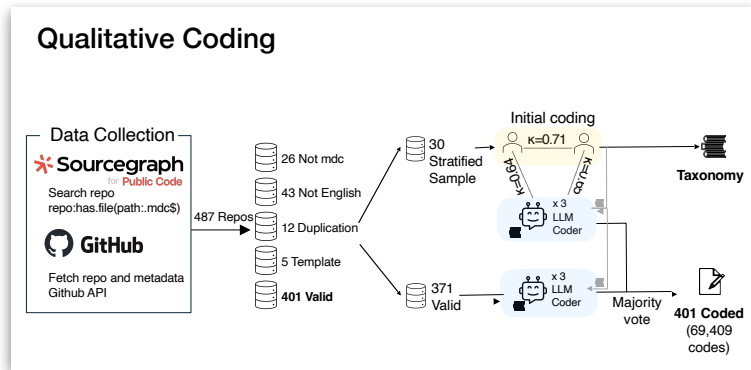 Qualitative Coding
Data Collection
Sourcegraph
for Public Code
Search repo
repo:has.file(path:.mdc$)
GitHub
Fetch repo and metadata
Github API
487 Repos
26 Not mdc
43 Not English
12 Duplication
5 Template
401 Valid
30
Stratified
Sample
371
Valid
Initial coding
κ=0.71
κ=0.64
κ=0.65
x 3
LLM
Coder
x 3
LLM
Coder
Majority
vote
Taxonomy
401 Coded
(69,409
codes)